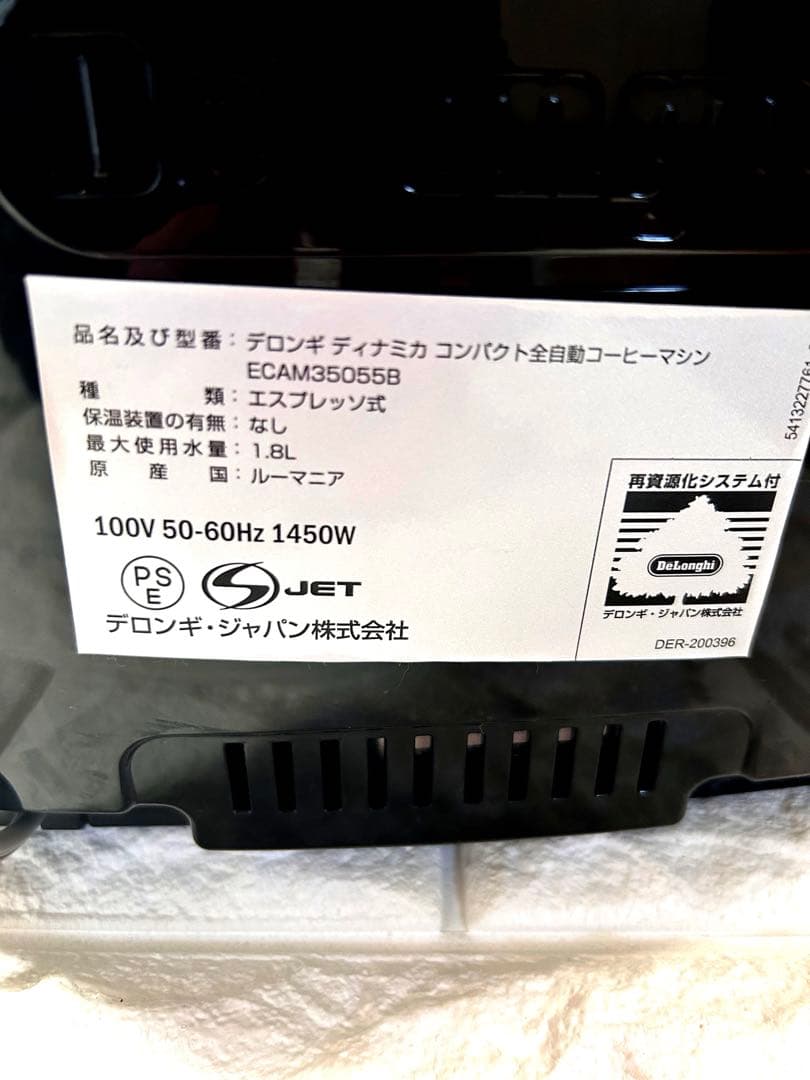 品名及び型番：デロンギ ディナミカ コンパクト全自動コーヒーマシン
ECAM35055B
種類：エスプレッソ式
保温装置の有無：なし
最大使用水量：1.8L
原産国：ルーマニア
100V 50-60Hz 1450W
PSE
S JET
デロンギ・ジャパン株式会社
再資源化システム付
DeLonghi
デロンギ・ジャパン株式会社
DER-200396
5413227761